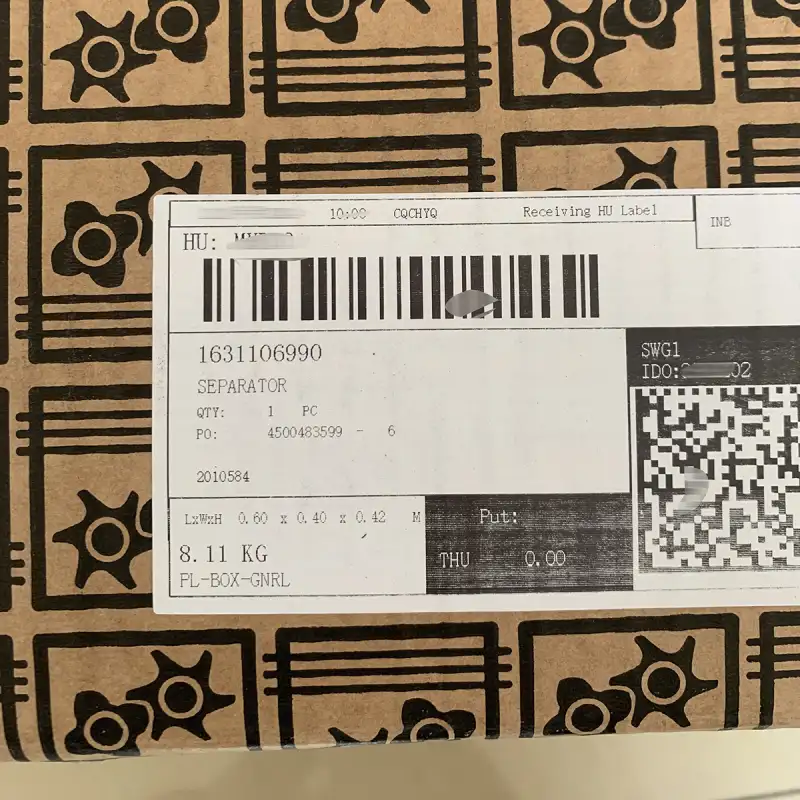 10:00 CQCHYQ Receiving HU Label
INB
HU:
1631106990
SEPARATOR
QTY: 1 PC
PO: 4500483599 - 6
2010584
SWG1
IDO:
LxWxH 0.60 x 0.40 x 0.42 M
8.11 KG
PL-BOX-GNRL
Put:
THU 0.00